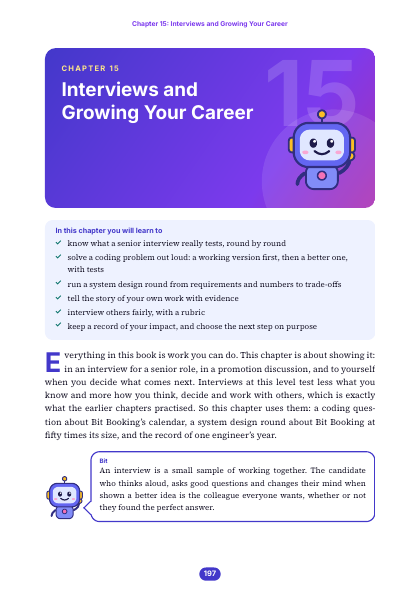 Chapter 15: Interviews and Growing Your Career
CHAPTER 15
15
Interviews and
Growing Your Career
In this chapter you will learn to
know what a senior interview really tests, round by round
solve a coding problem out loud: a working version first, then a better one,
with tests
run a system design round from requirements and numbers to trade-offs
tell the story of your own work with evidence
interview others fairly, with a rubric
keep a record of your impact, and choose the next step on purpose
Everything in this book is work you can do. This chapter is about showing it:
in an interview for a senior role, in a promotion discussion, and to yourself
when you decide what comes next. Interviews at this level test less what you
know and more how you think, decide and work with others, which is exactly
what the earlier chapters practised. So this chapter uses them: a coding ques-
tion about Bit Booking's calendar, a system design round about Bit Booking at
fifty times its size, and the record of one engineer's year.
Bit
An interview is a small sample of working together. The candidate
who thinks aloud, asks good questions and changes their mind when
shown a better idea is the colleague everyone wants, whether or not
they found the perfect answer.
197